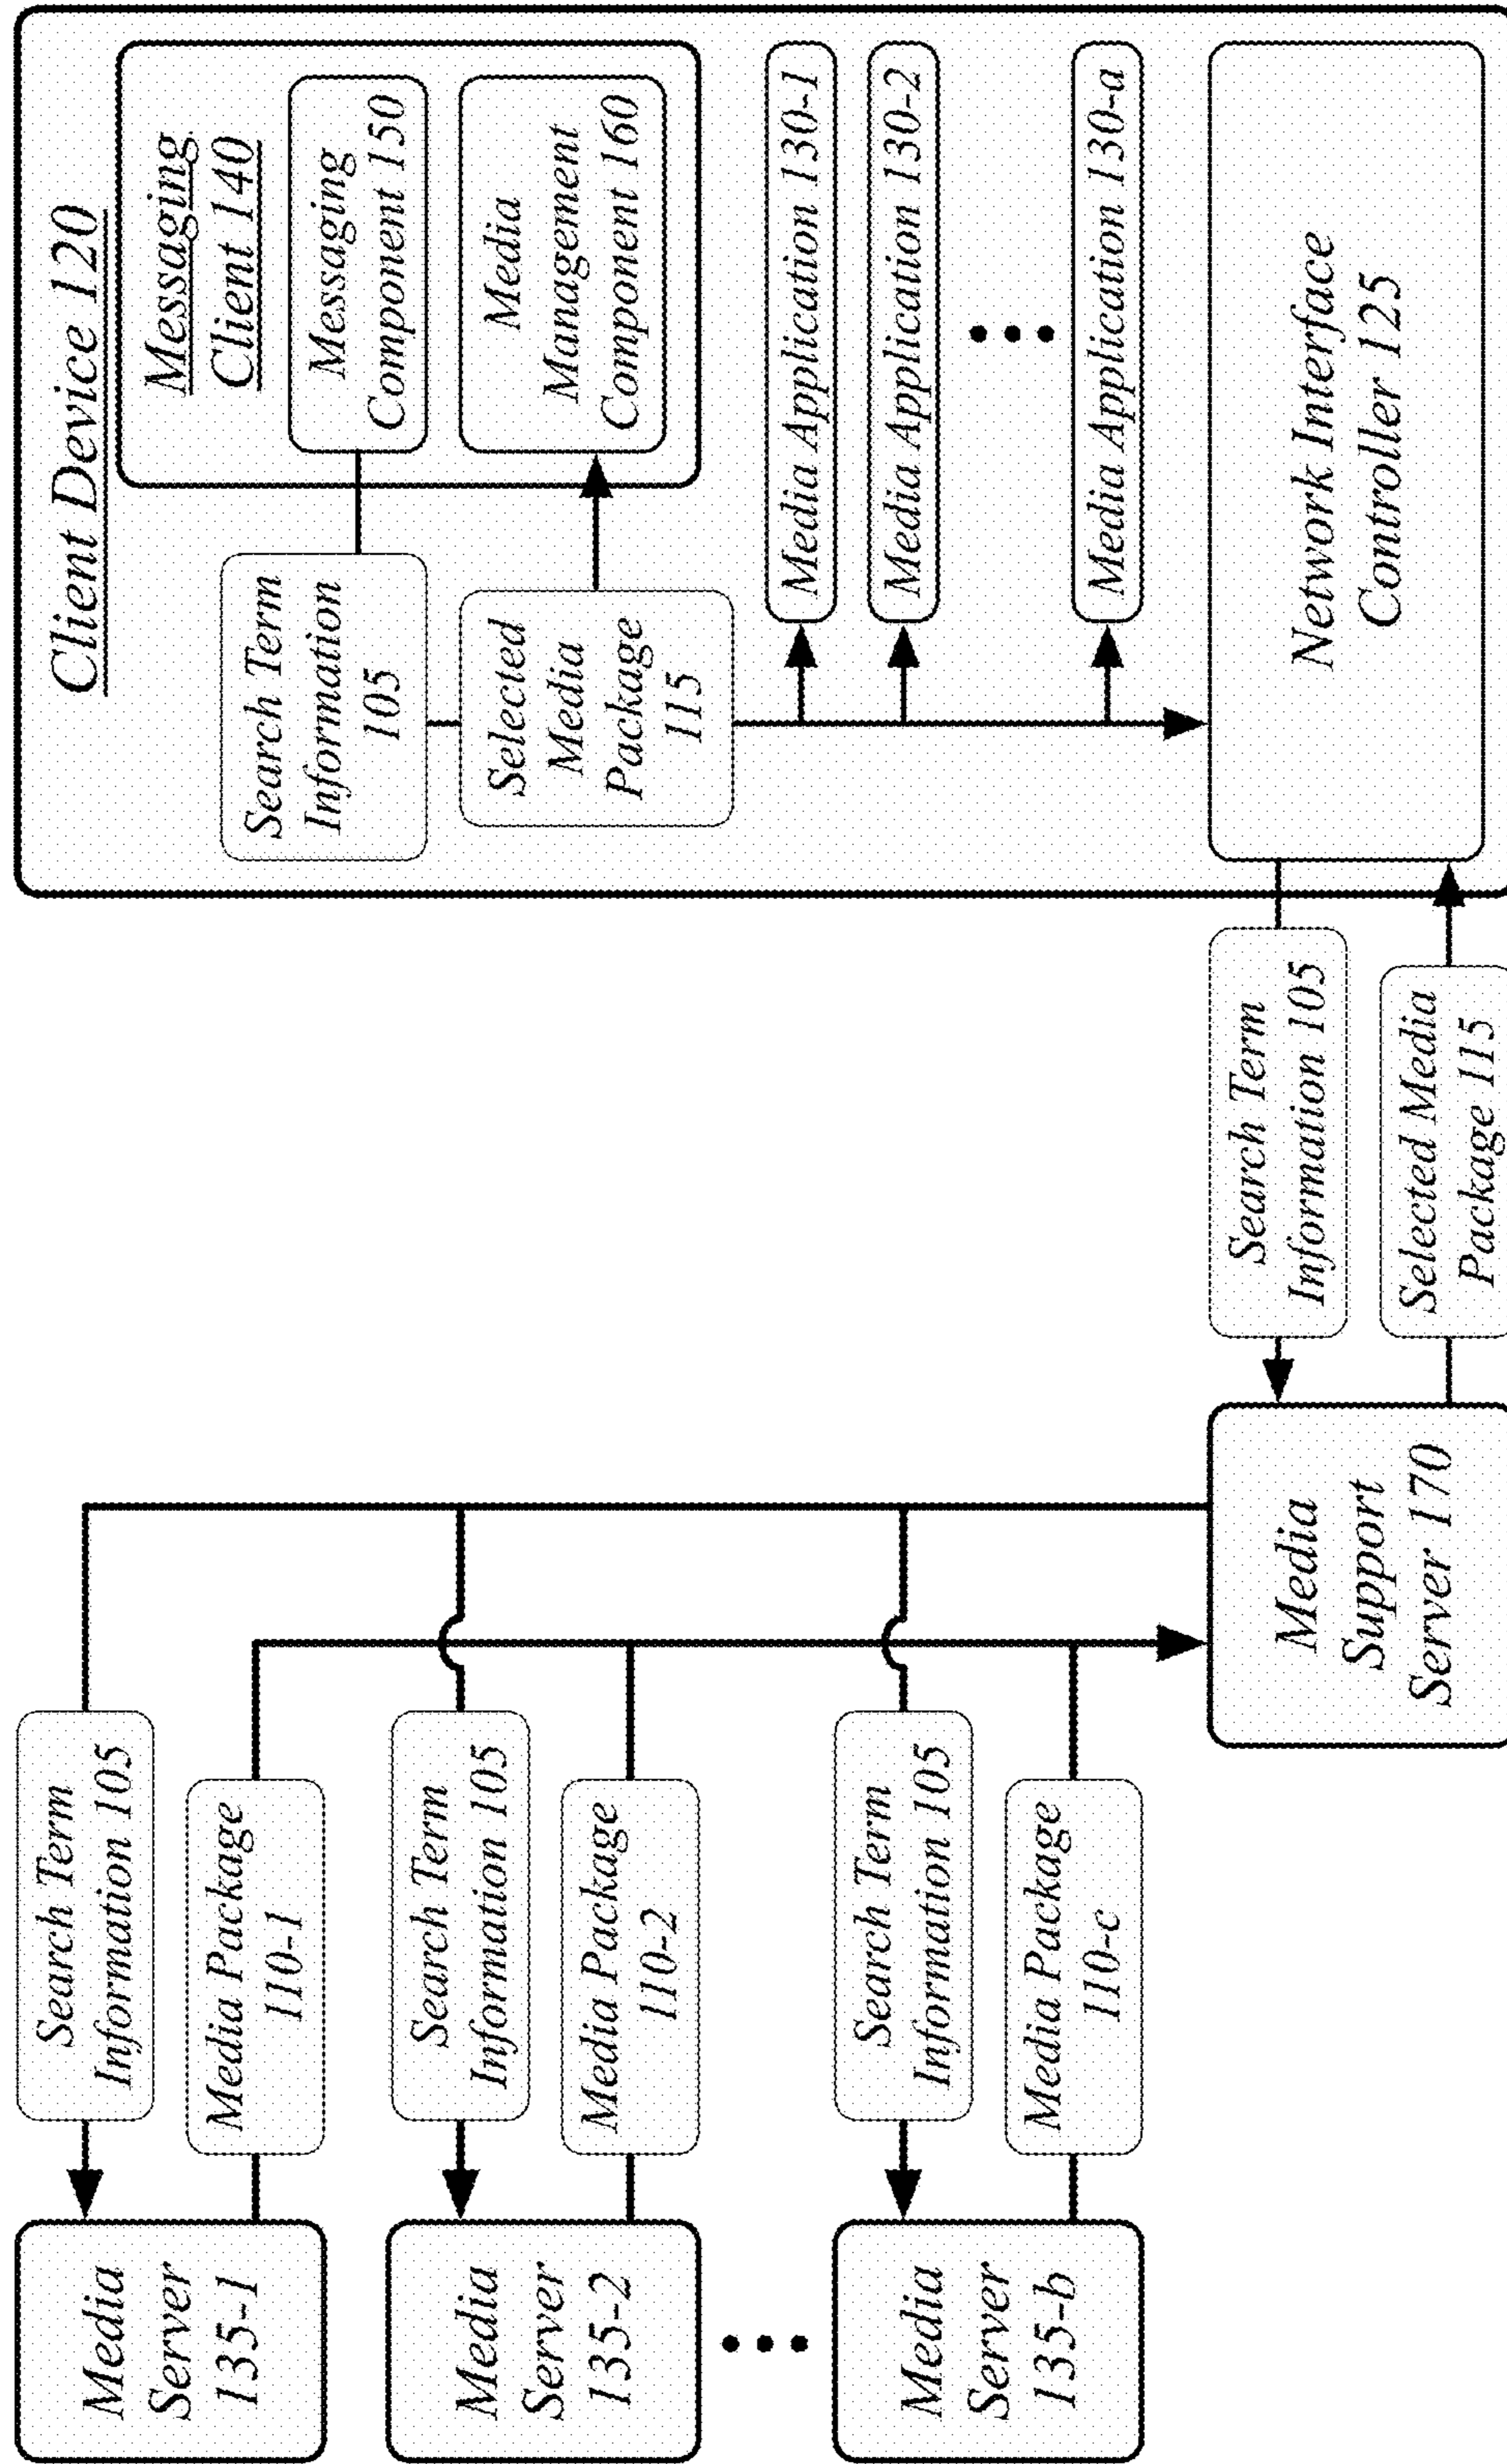 Media
Server
135-1
Search Term
Information 105
Media Package
110-1
Media
Server
135-2
Search Term
Information 105
Media Package
110-2
Media
Server
135-b
Search Term
Information 105
Media Package
110-c
Media
Support
Server 170
Search Term
Information 105
Selected Media
Package 115
Client Device 120
Search Term
Information
105
Messaging
Client 140
Messaging
Component 150
Selected
Media
Package
115
Media
Management
Component 160
Media Application 130-1
Media Application 130-2
Media Application 130-a
Network Interface
Controller 125